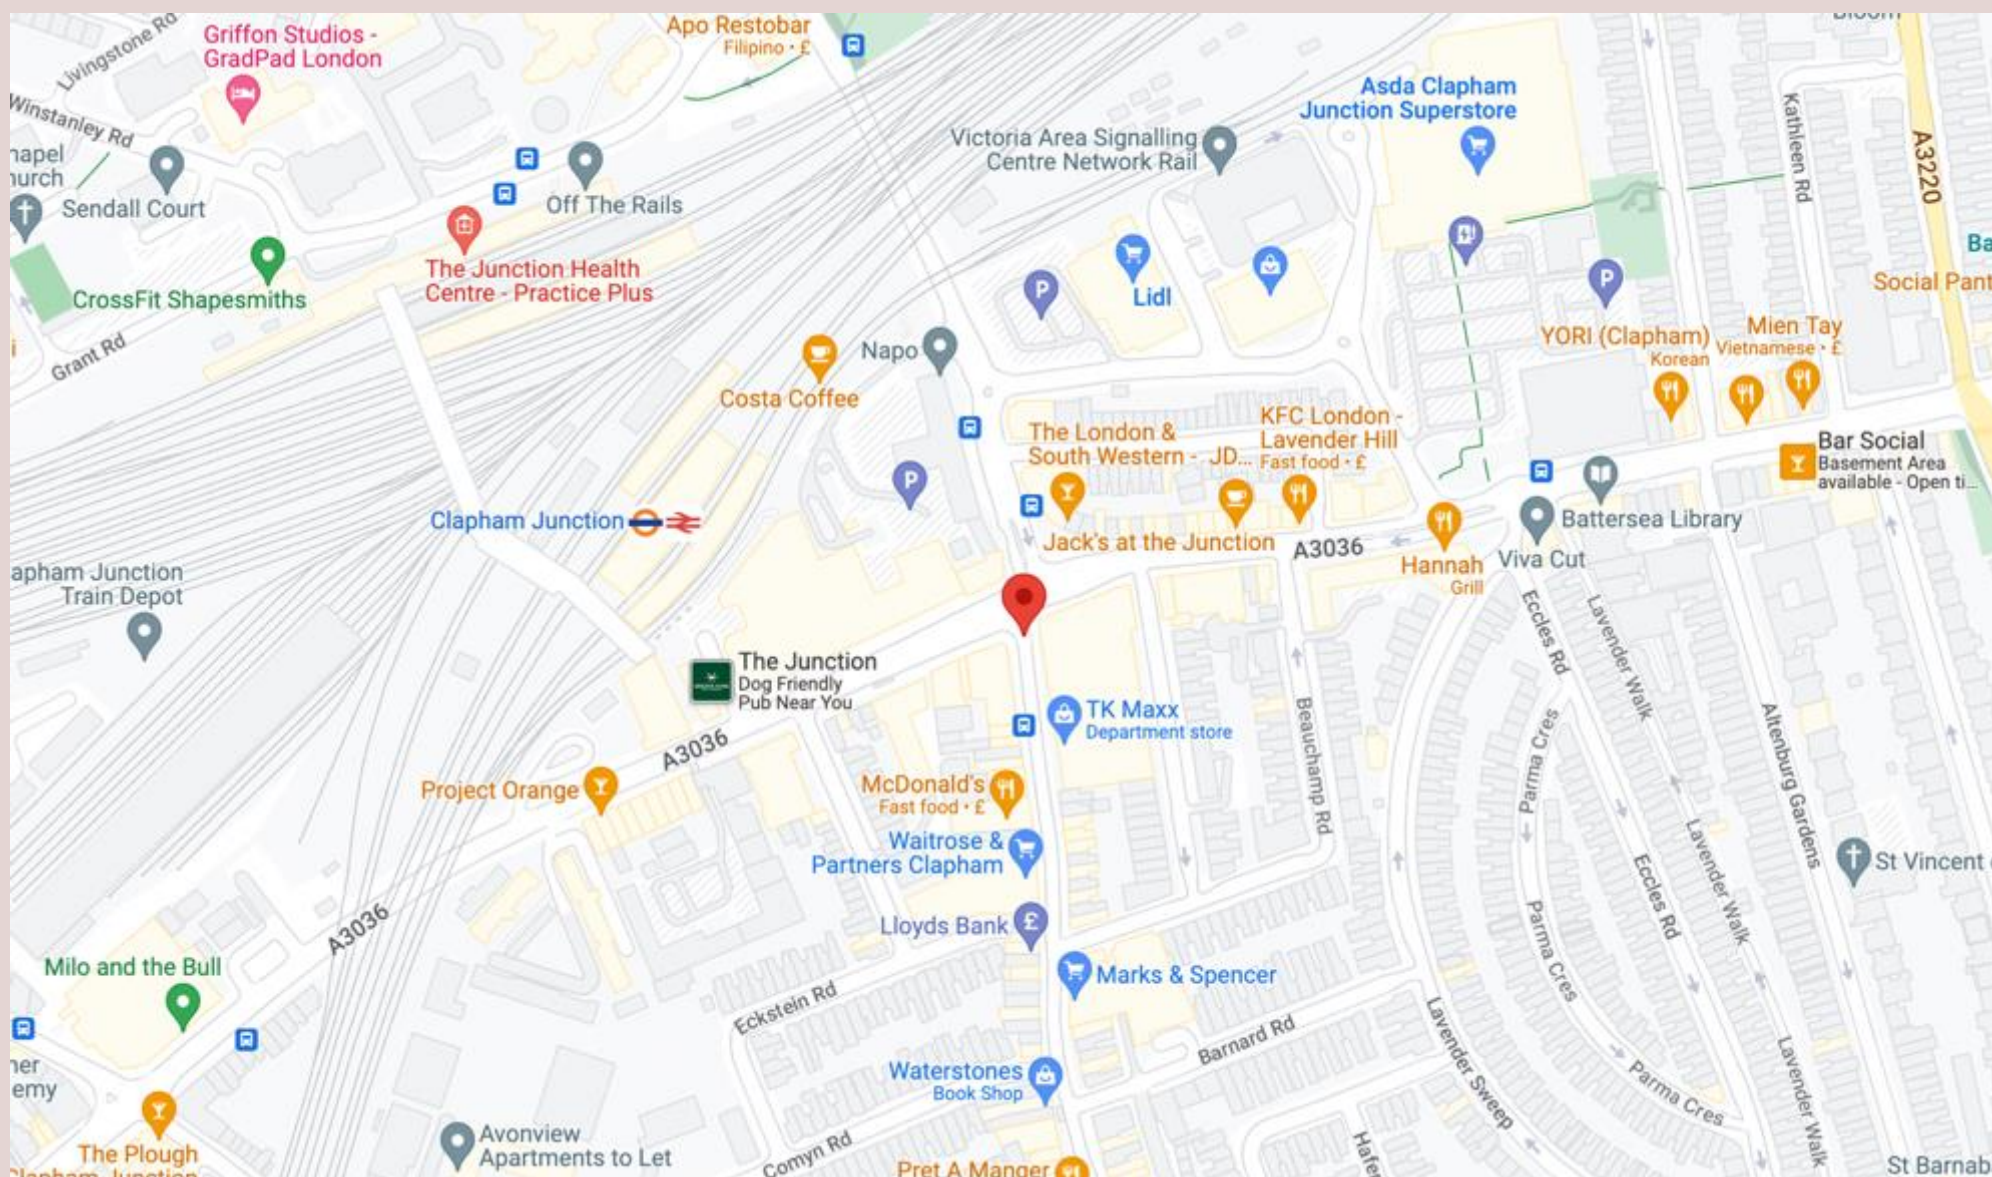 Livingstone Rd
Griffon Studios -
GradPad London
Apo Restobar
Filipino · £
Winstanley Rd
Sendall Court
CrossFit Shapesmiths
Grant Rd
Off The Rails
The Junction Health
Centre - Practice Plus
Victoria Area Signalling
Centre Network Rail
Asda Clapham
Junction Superstore
Kathleen Rd
A3220
Lidl
P
P
Social Pant
YORI (Clapham)
Korean
Mien Tay
Vietnamese · £
Napo
Costa Coffee
P
The London &
South Western - JD...
KFC London -
Lavender Hill
Fast food · £
Bar Social
Basement Area
available - Open ti...
Clapham Junction
Jack's at the Junction
A3036
Hannah
Grill
Viva Cut
Battersea Library
apham Junction
Train Depot
The Junction
Dog Friendly
Pub Near You
Eccles Rd
Lavender Walk
TK Maxx
Department store
Beauchamp Rd
Parma Cres
Altenburg Gardens
A3036
Project Orange
McDonald's
Fast food · £
Waitrose &
Partners Clapham
Lavender Walk
Eccles Rd
St Vincent
Lloyds Bank
£
A3036
Parma Cres
Milo and the Bull
Marks & Spencer
Eckstein Rd
Barnard Rd
Lavender Sweep
Waterstones
Book Shop
Parma Cres
Lavender Walk
The Plough
Clapham Junction
Avonview
Apartments to Let
Comyn Rd
Pret A Manger
Hafer
St Barnab